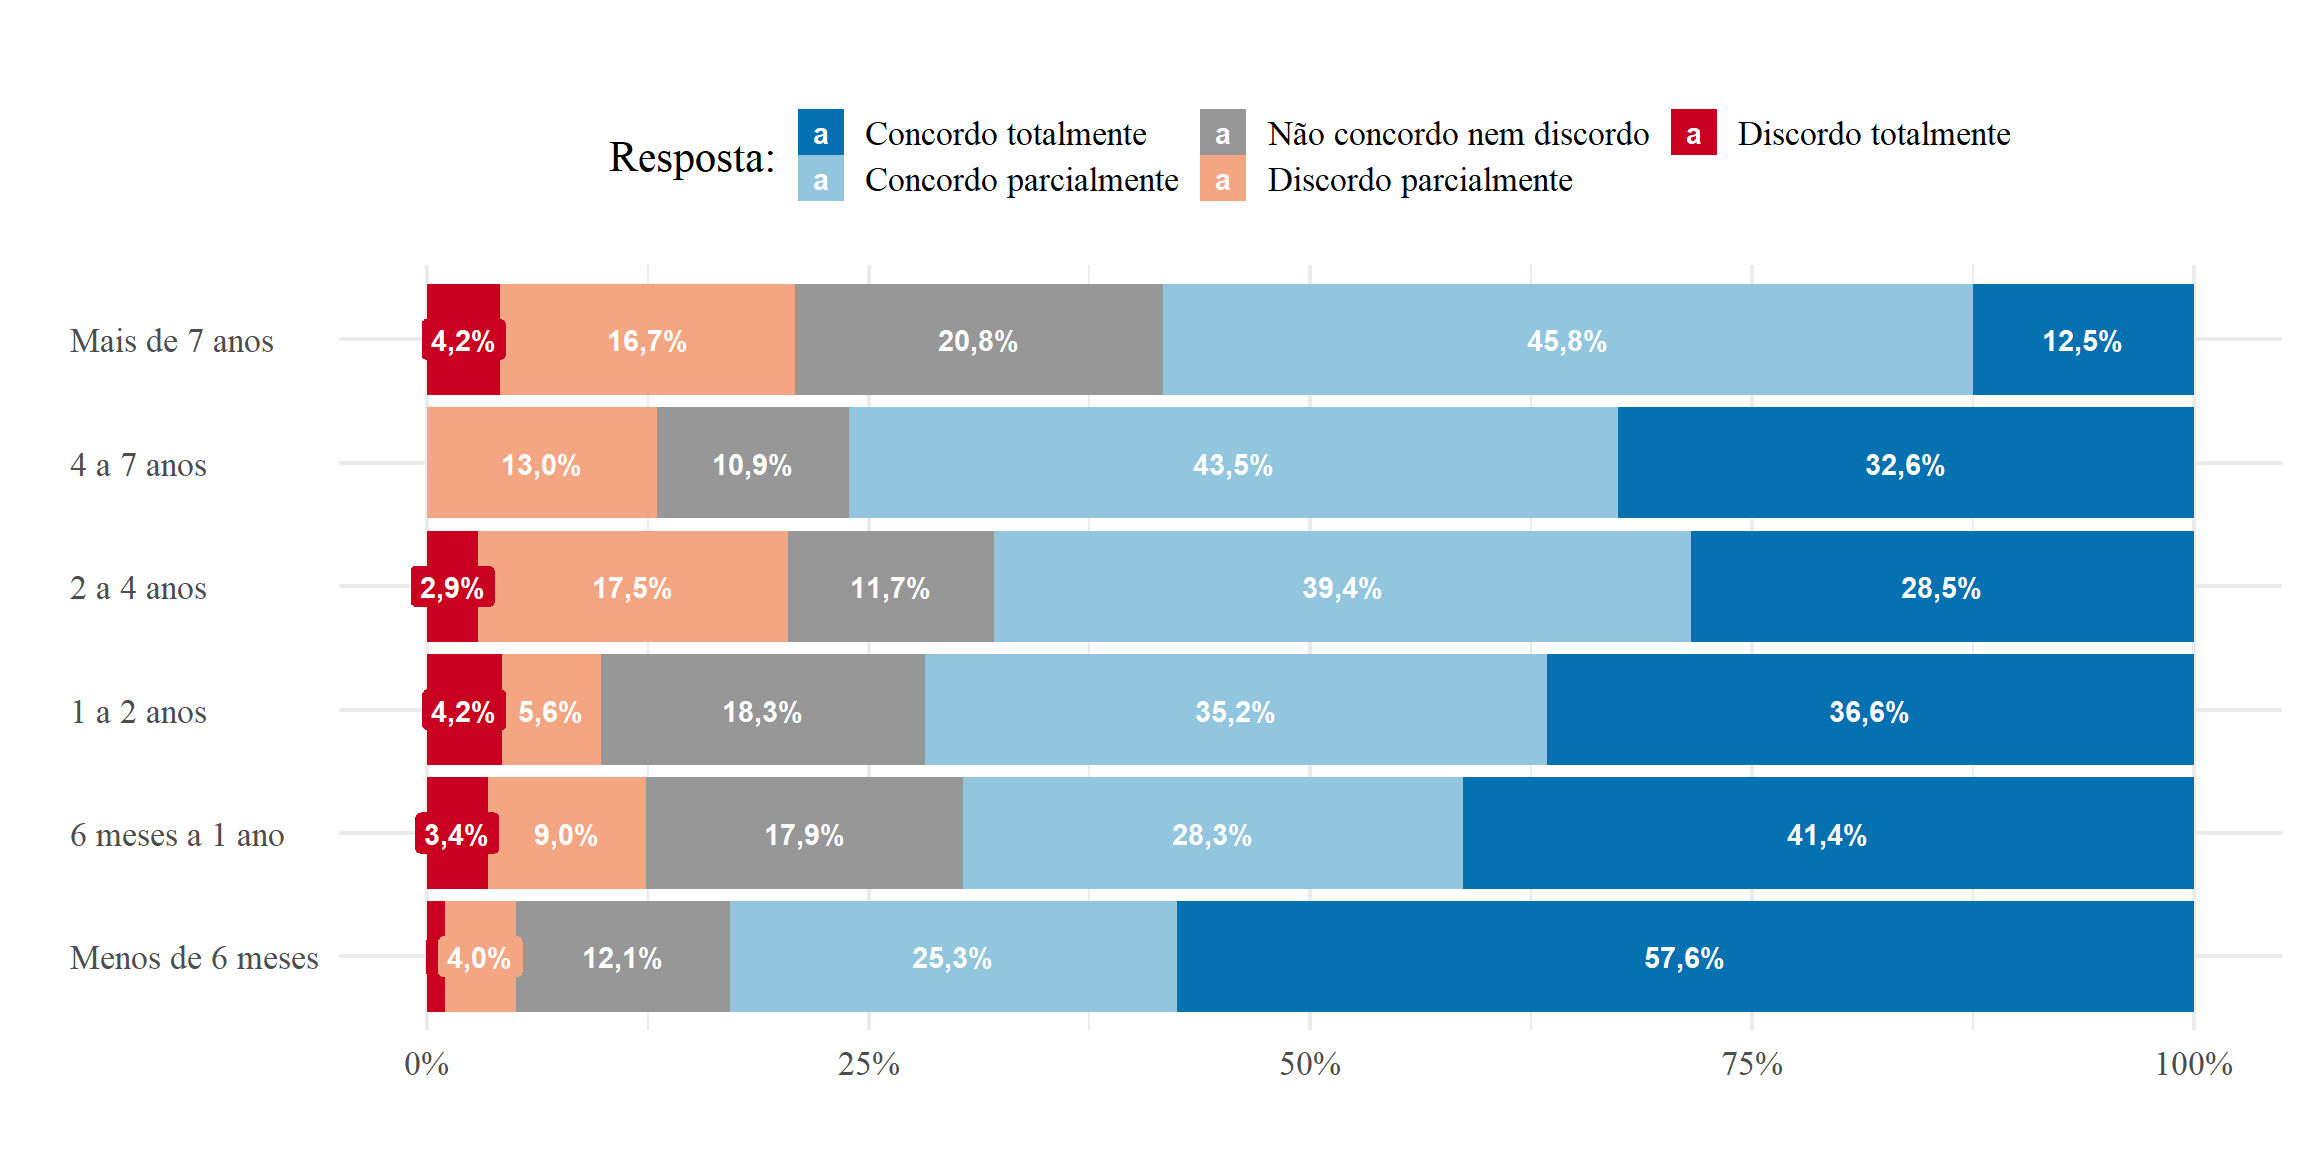 Resposta:
a Concordo totalmente
a Concordo parcialmente
a Não concordo nem discordo
a Discordo parcialmente
a Discordo totalmente
Mais de 7 anos 4,2% 16,7% 20,8% 45,8% 12,5%
4 a 7 anos 13,0% 10,9% 43,5% 32,6%
2 a 4 anos 2,9% 17,5% 11,7% 39,4% 28,5%
1 a 2 anos 4,2% 5,6% 18,3% 35,2% 36,6%
6 meses a 1 ano 3,4% 9,0% 17,9% 28,3% 41,4%
Menos de 6 meses 4,0% 12,1% 25,3% 57,6%
0% 25% 50% 75% 100%